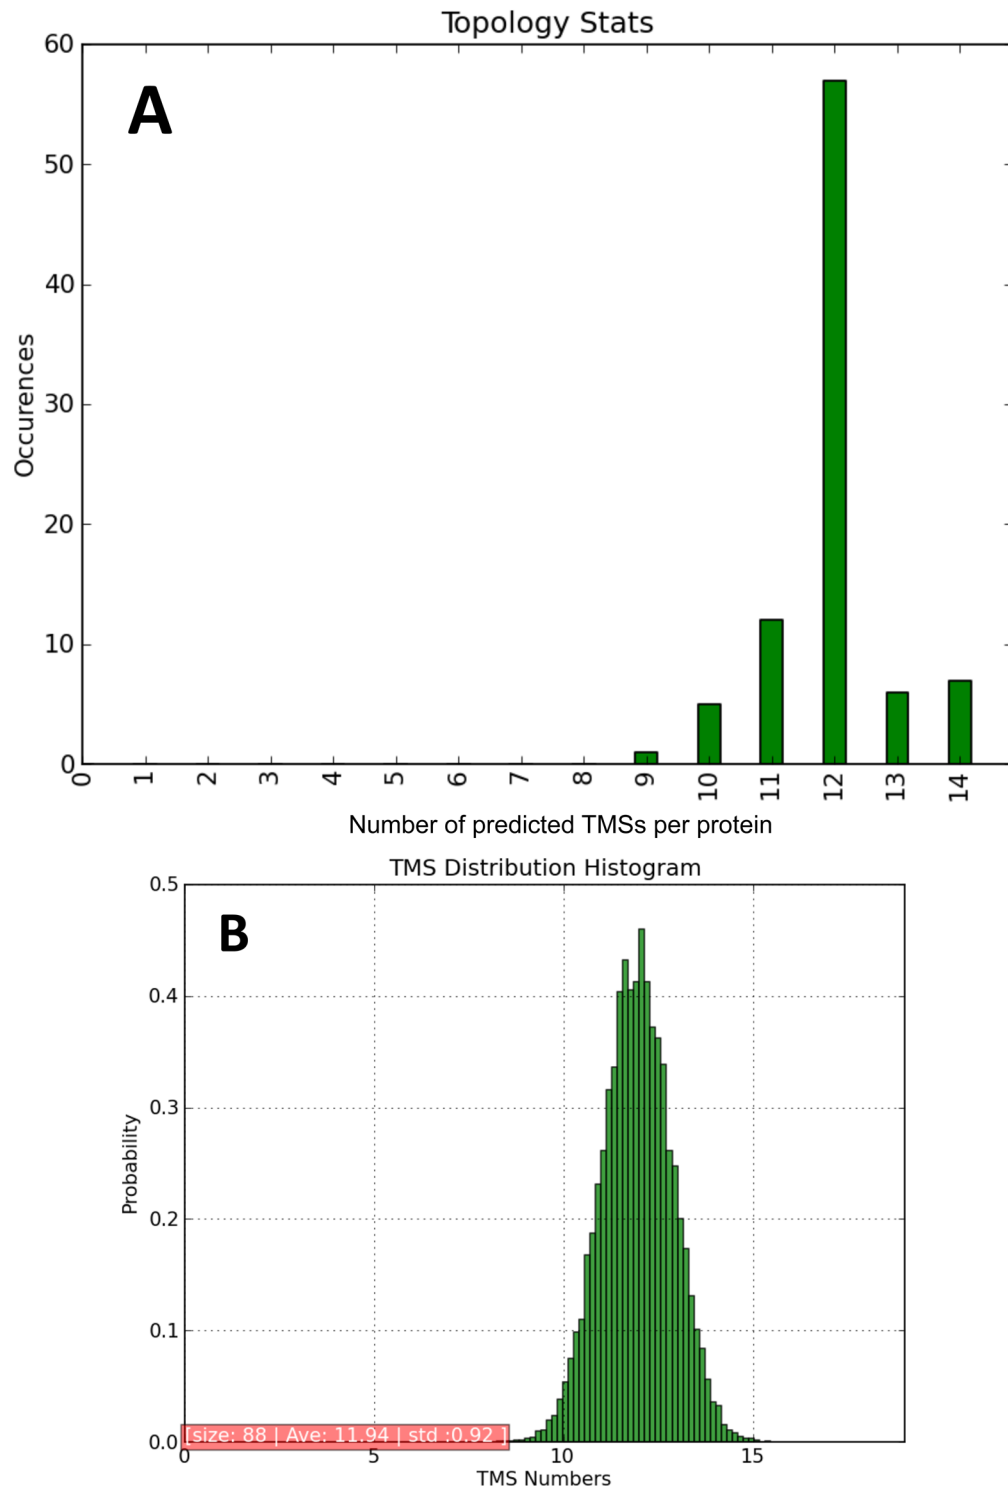 Topology Stats
A
60
50
40
30
20
10
0
Occurences
0 1 2 3 4 5 6 7 8 9 10 11 12 13 14
Number of predicted TMSs per protein
TMS Distribution Histogram
B
0.5
0.4
0.3
0.2
0.1
0.0
Probability
[size: 88 | Ave: 11.94 | std :0.92 ]
0 5 10 15
TMS Numbers